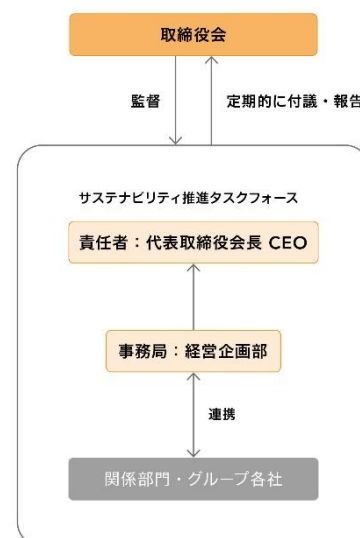 取締役会
監督
定期的に付議・報告
サステナビリティ推進タスクフォース
責任者：代表取締役会長 CEO
事務局：経営企画部
連携
関係部門・グループ各社